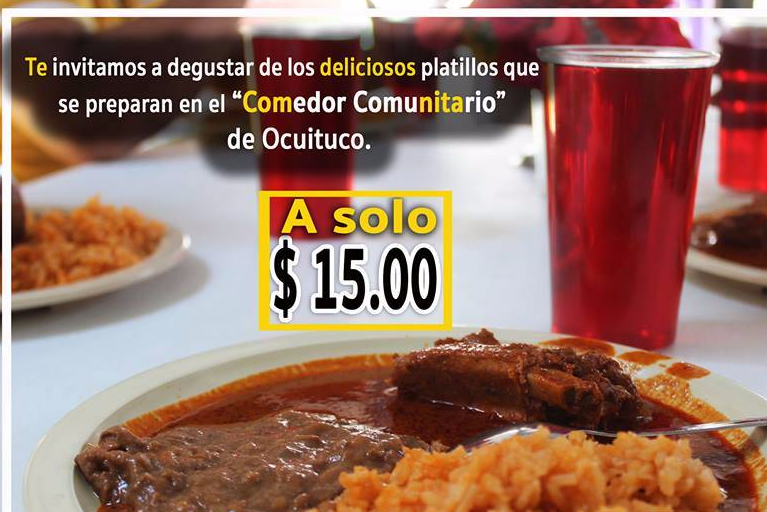 Te invitamos a degustar de los deliciosos platillos que
se preparan en el “Comedor Comunitario”
de Ocuituco.
A solo
$ 15.00